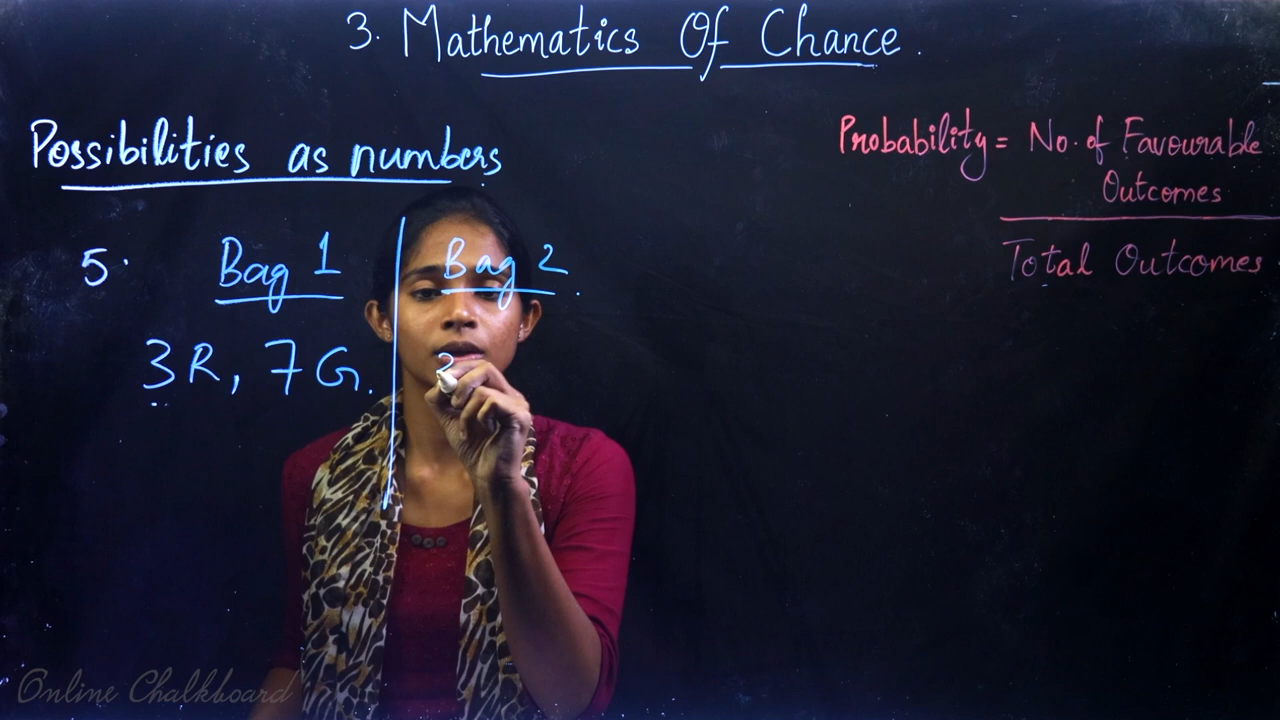 3. Mathematics Of Chance.
Possibilities as numbers
Probability = No. of Favourable
Outcomes
Total Outcomes
5. Bag 1 Bag 2.
3R, 7G.
Online Chalkboard